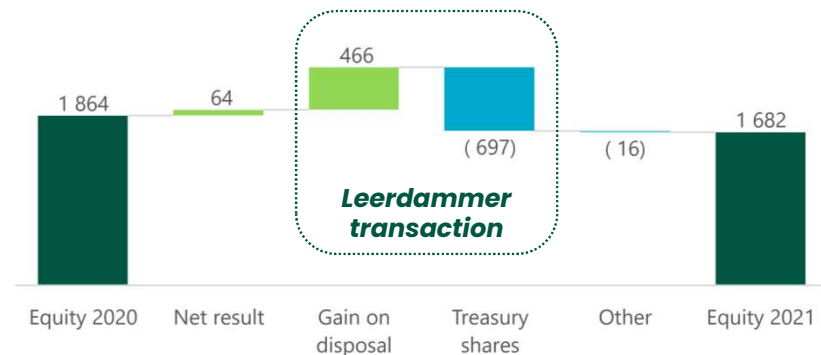 466
1 864
64
( 697)
( 16)
1 682
Leerdammer
transaction
Equity 2020
Net result
Gain on
disposal
Treasury
shares
Other
Equity 2021